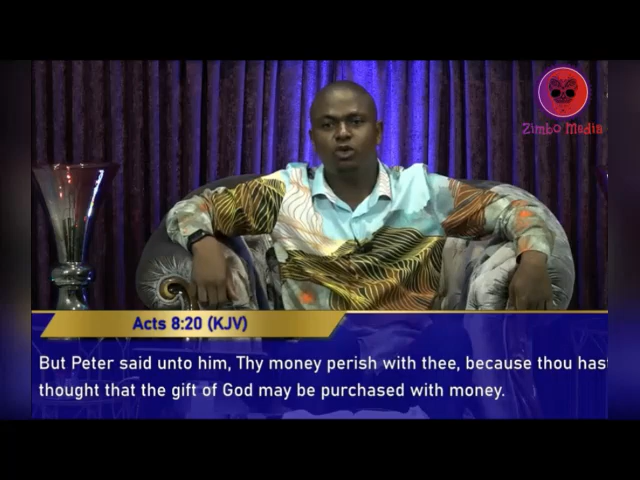 Zimbo Media
Acts 8:20 (KJV)
But Peter said unto him, Thy money perish with thee, because thou hast
thought that the gift of God may be purchased with money.